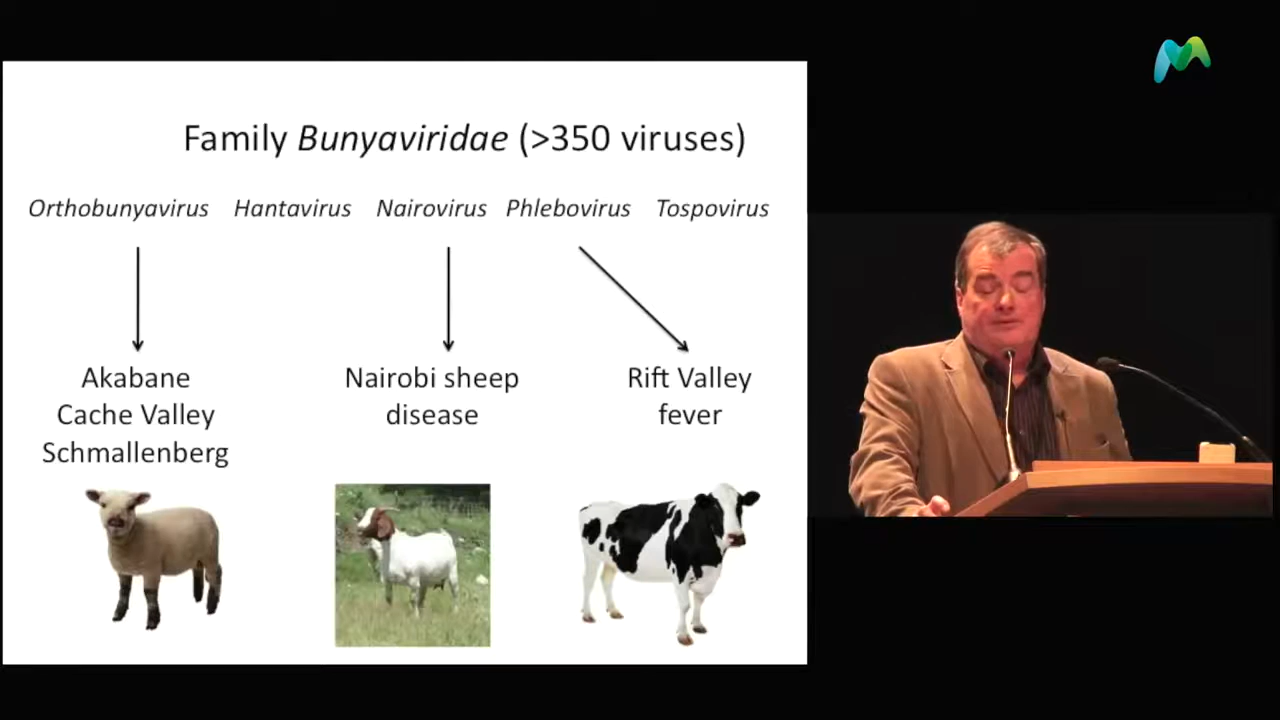 Family Bunyaviridae (>350 viruses)
Orthobunyavirus Hantavirus Nairovirus Phlebovirus Tospovirus
Akabane
Cache Valley
Schmallenberg
Nairobi sheep
disease
Rift Valley
fever